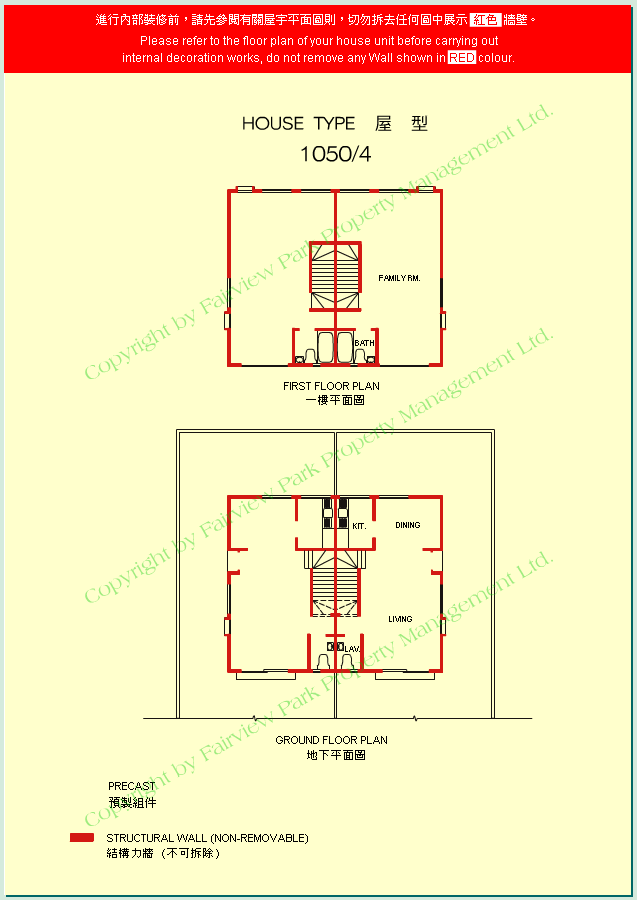 進行內部裝修前，請先參閱有關屋宇平面圖則，切勿拆去任何圖中展示 紅色 牆壁。
Please refer to the floor plan of your house unit before carrying out
internal decoration works, do not remove any Wall shown in RED colour.
HOUSE TYPE 屋 型
1050/4
Copyright by Fairview Park Property Management Ltd.
FAMILY RM.
BATH
FIRST FLOOR PLAN
一樓平面圖
Copyright by Fairview Park Property Management Ltd.
KIT.
DINING
LIVING
LAV.
Copyright by Fairview Park Property Management Ltd.
GROUND FLOOR PLAN
地下平面圖
PRECAST
預製組件
STRUCTURAL WALL (NON-REMOVABLE)
結構力牆 (不可拆除)